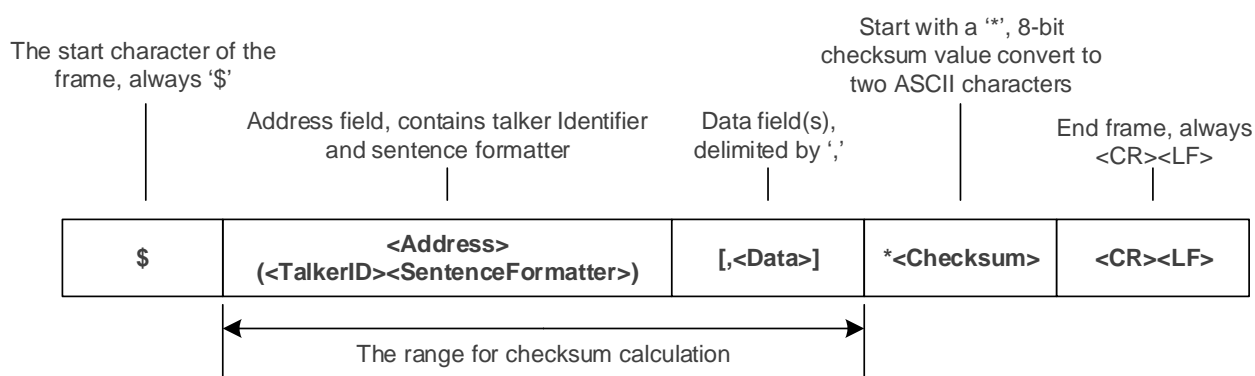 The start character of the
frame, always ‘$’
Address field, contains talker Identifier
and sentence formatter
Data field(s),
delimited by ‘,’
Start with a ‘*’, 8-bit
checksum value convert to
two ASCII characters
End frame, always
<CR><LF>
$
<Address>
(<TalkerID><SentenceFormatter>)
[,<Data>]
*<Checksum>
<CR><LF>
The range for checksum calculation